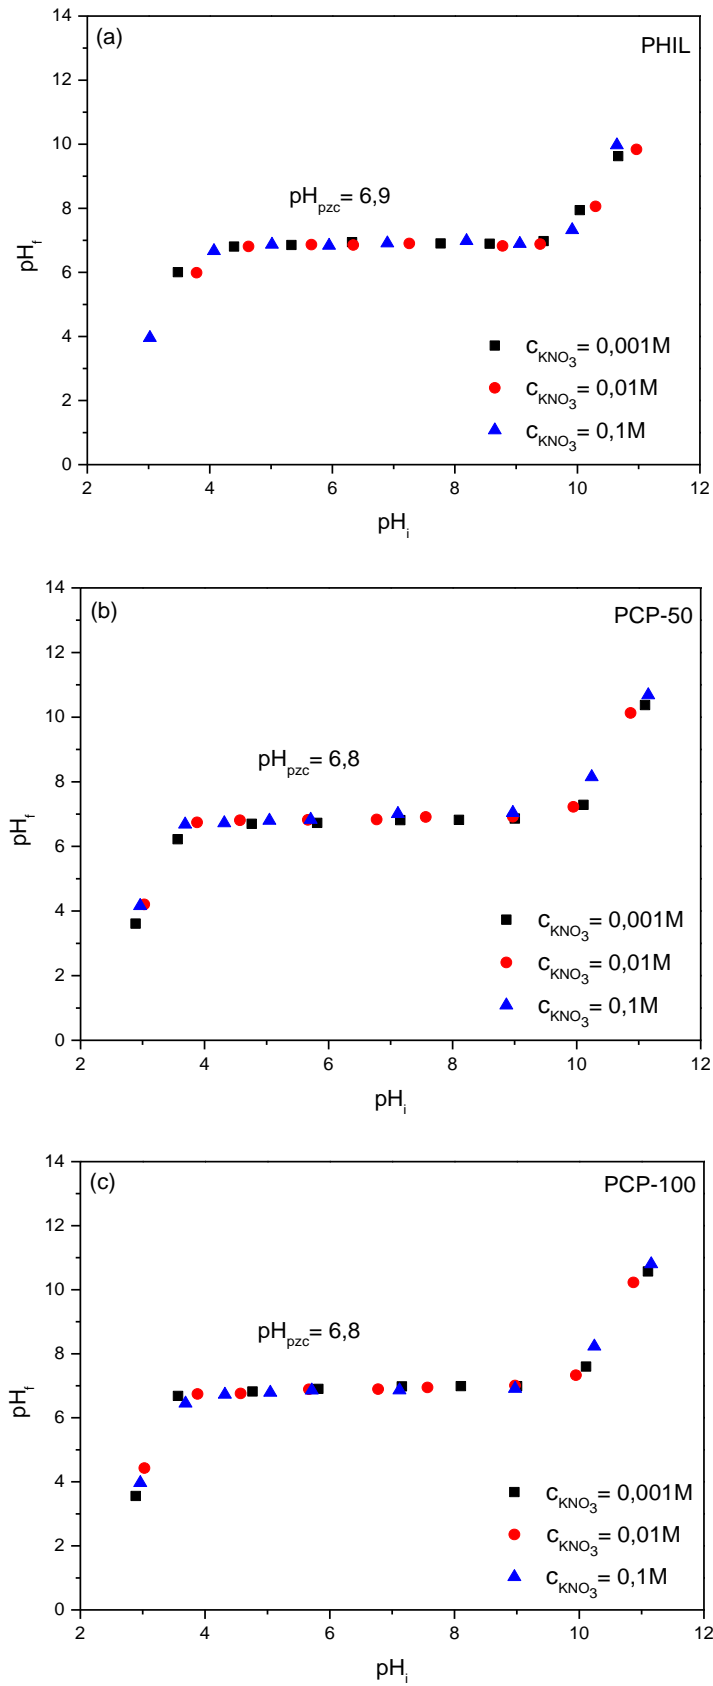 (a)
PHIL
14
12
10
8
6
4
2
0
pH_f
pH_pzc= 6,9
c_KNO3= 0,001M
c_KNO3= 0,01M
c_KNO3= 0,1M
2 4 6 8 10 12
pH_i
(b)
PCP-50
14
12
10
8
6
4
2
0
pH_f
pH_pzc= 6,8
c_KNO3= 0,001M
c_KNO3= 0,01M
c_KNO3= 0,1M
2 4 6 8 10 12
pH_i
(c)
PCP-100
14
12
10
8
6
4
2
0
pH_f
pH_pzc= 6,8
c_KNO3= 0,001M
c_KNO3= 0,01M
c_KNO3= 0,1M
2 4 6 8 10 12
pH_i